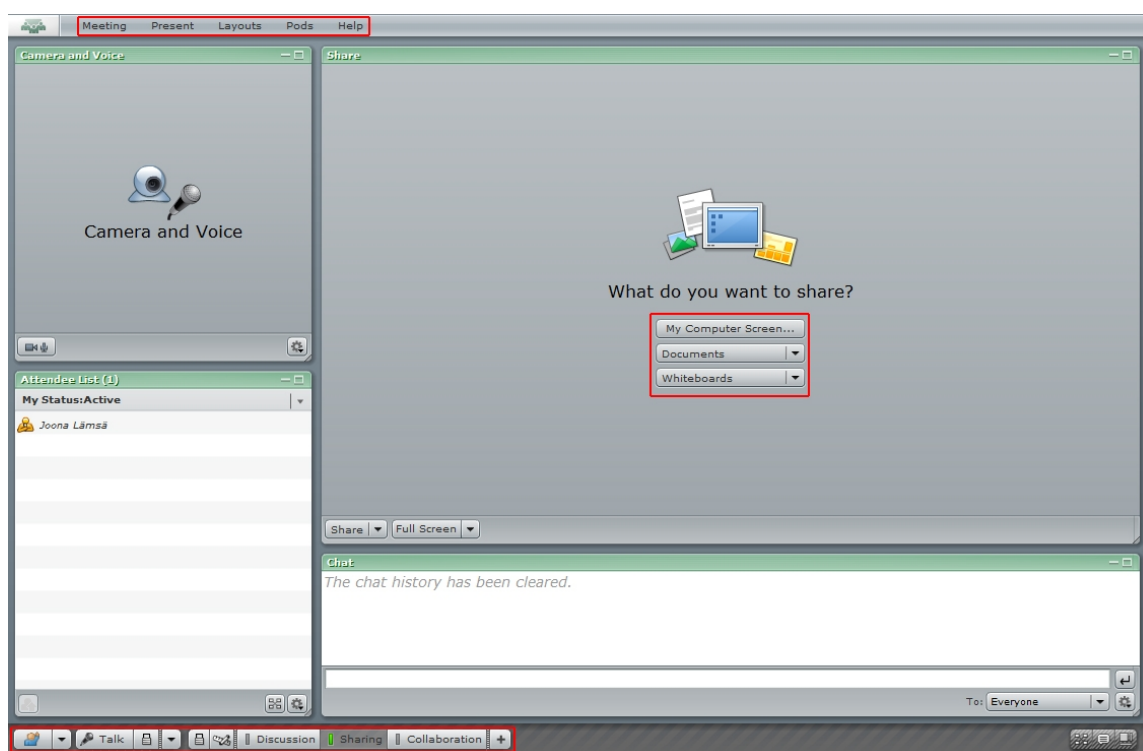 Meeting Present Layouts Pods Help
Camera and Voice
Camera and Voice
Attendee List (1)
My Status:Active
Joona Lämsä
Share
What do you want to share?
My Computer Screen...
Documents
Whiteboards
Share Full Screen
Chat
The chat history has been cleared.
To: Everyone
Talk Discussion Sharing Collaboration +